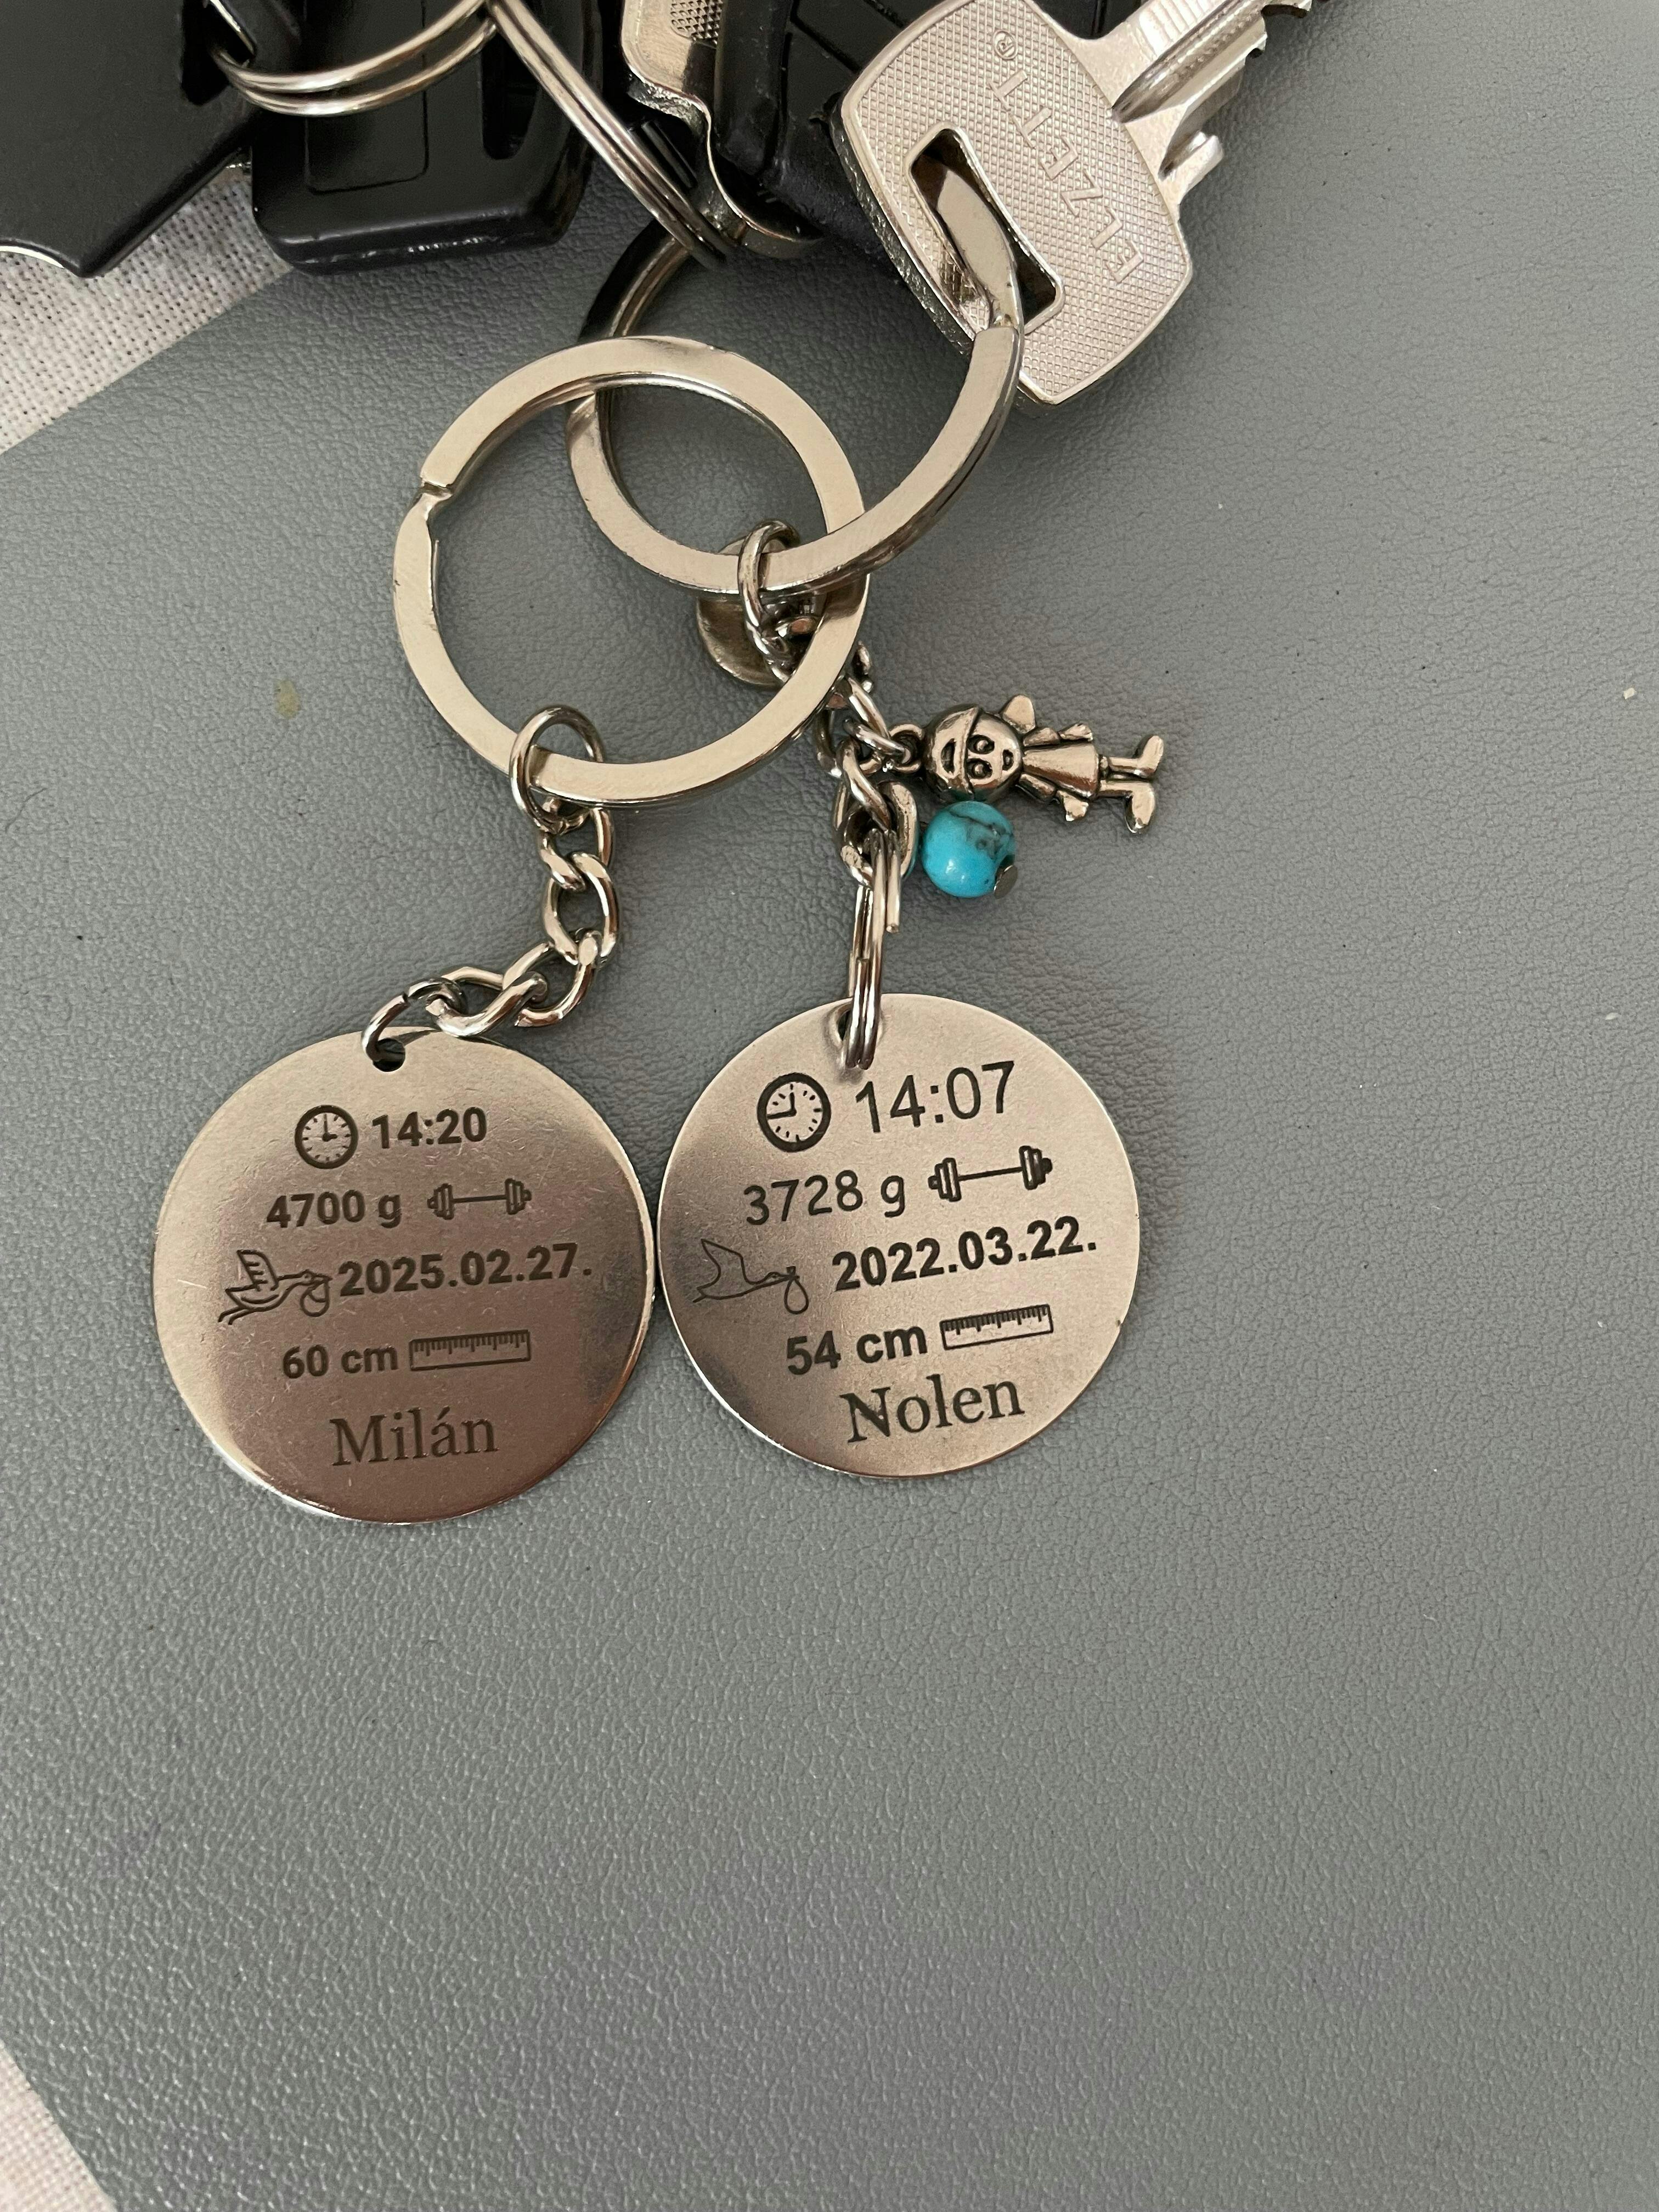 ELZETT®
14:20
4700 g
2025.02.27.
60 cm
Milán
14:07
3728 g
2022.03.22.
54 cm
Nolen